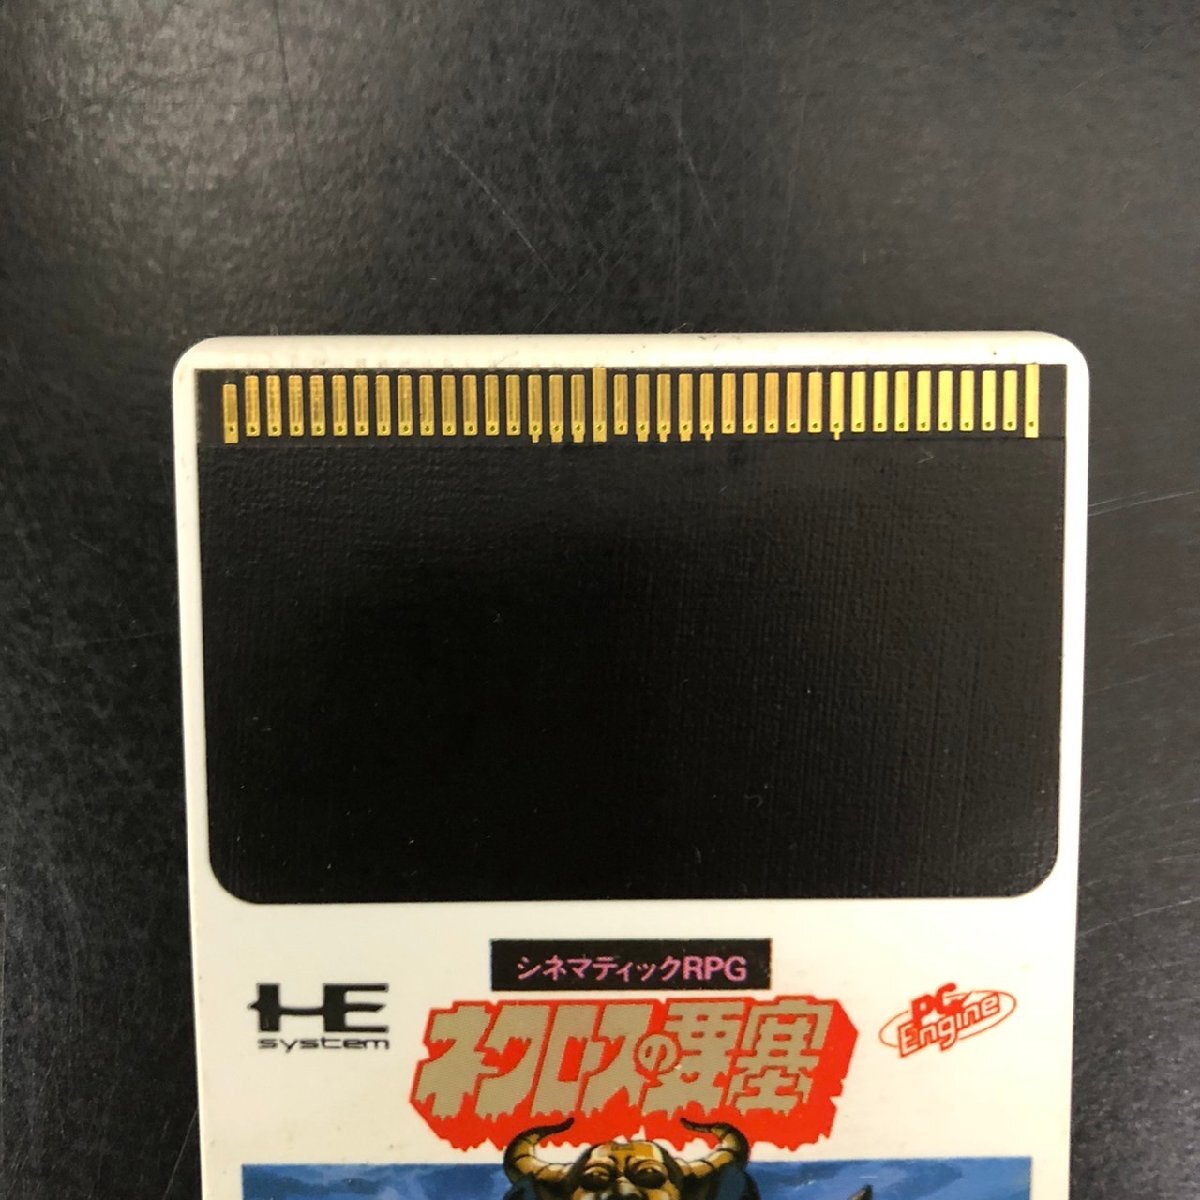 シネマティックRPG
HE
system
ネクロスの要塞
PC
Engine